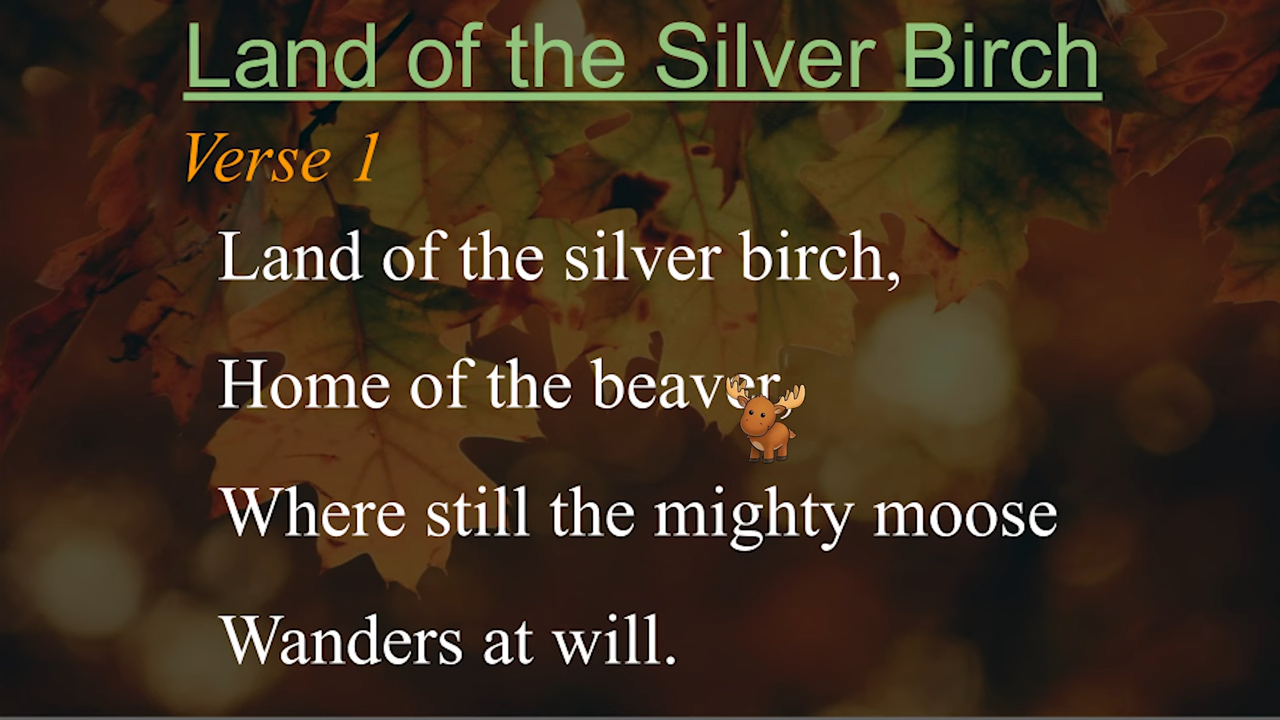 Land of the Silver Birch
Verse 1
Land of the silver birch,
Home of the beaver,
Where still the mighty moose
Wanders at will.